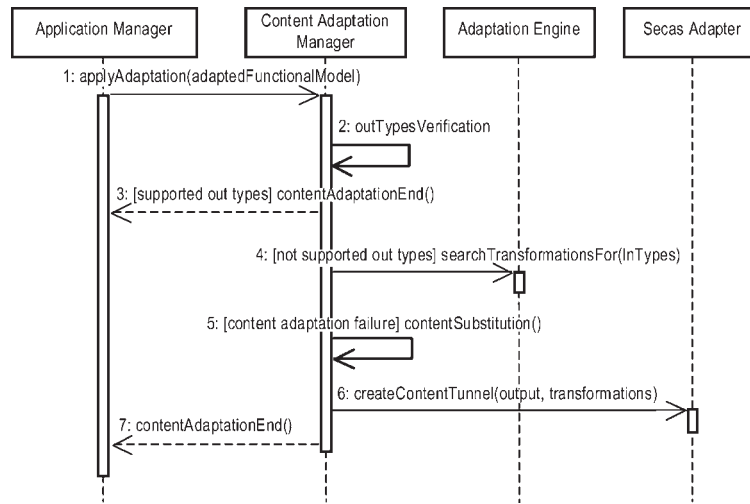 Application Manager
Content Adaptation
Manager
Adaptation Engine
Secas Adapter
1: applyAdaptation(adaptedFunctionalModel)
2: outTypesVerification
3: [supported out types] contentAdaptationEnd()
4: [not supported out types] searchTransformationsFor(InTypes)
5: [content adaptation failure] contentSubstitution()
6: createContentTunnel(output, transformations)
7: contentAdaptationEnd()